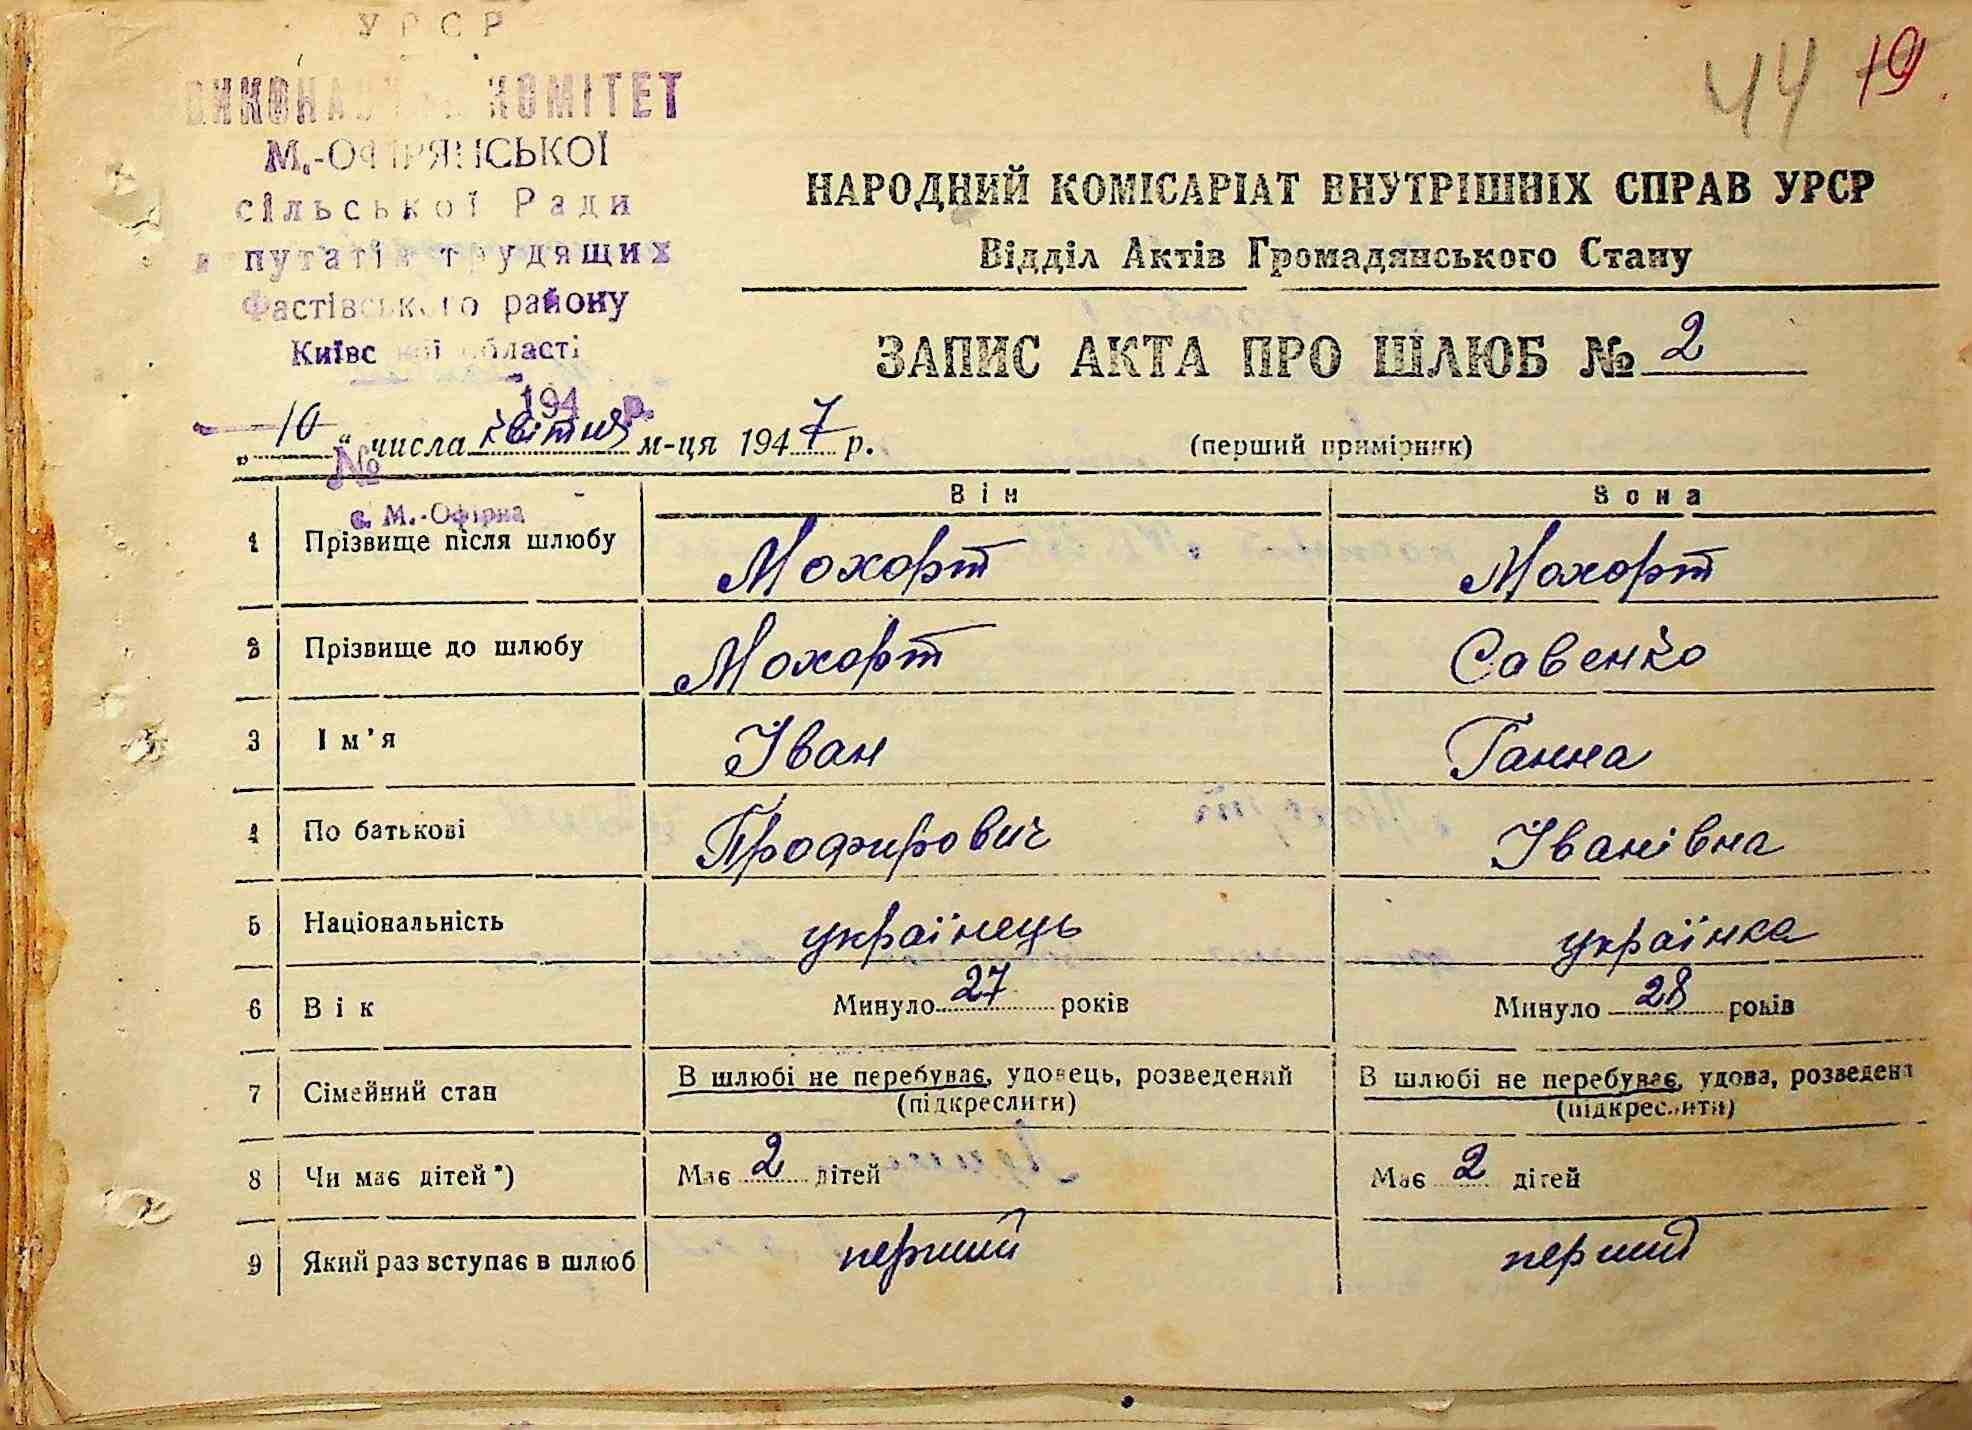 УРСР
ВИКОНАВЧИЙ КОМІТЕТ
М.-ОФІРЯНСЬКОЇ
сільської Ради
депутатів трудящих
Фастівського району
Київської області
194 р.
№
с. М.-Офірна
44 19
НАРОДНИЙ КОМІСАРІАТ ВНУТРІШНІХ СПРАВ УРСР
Відділ Актів Громадянського Стану
ЗАПИС АКТА ПРО ШЛЮБ № 2
„10“ числа квітня м-ця 1947 р. (перший примірник)
Він Вона
1 Прізвище після шлюбу Мохорт Мохорт
2 Прізвище до шлюбу Мохорт Савенко
3 Ім'я Іван Ганна
4 По батькові Профирович Іванівна
5 Національність українець українка
6 Вік Минуло 27 років Минуло 28 років
7 Сімейний стан В шлюбі не перебуває, удовець, розведений В шлюбі не перебуває, удова, розведена
(підкреслити) (підкреслити)
8 Чи має дітей*) Має 2 дітей Має 2 дітей
9 Який раз вступає в шлюб перший перший